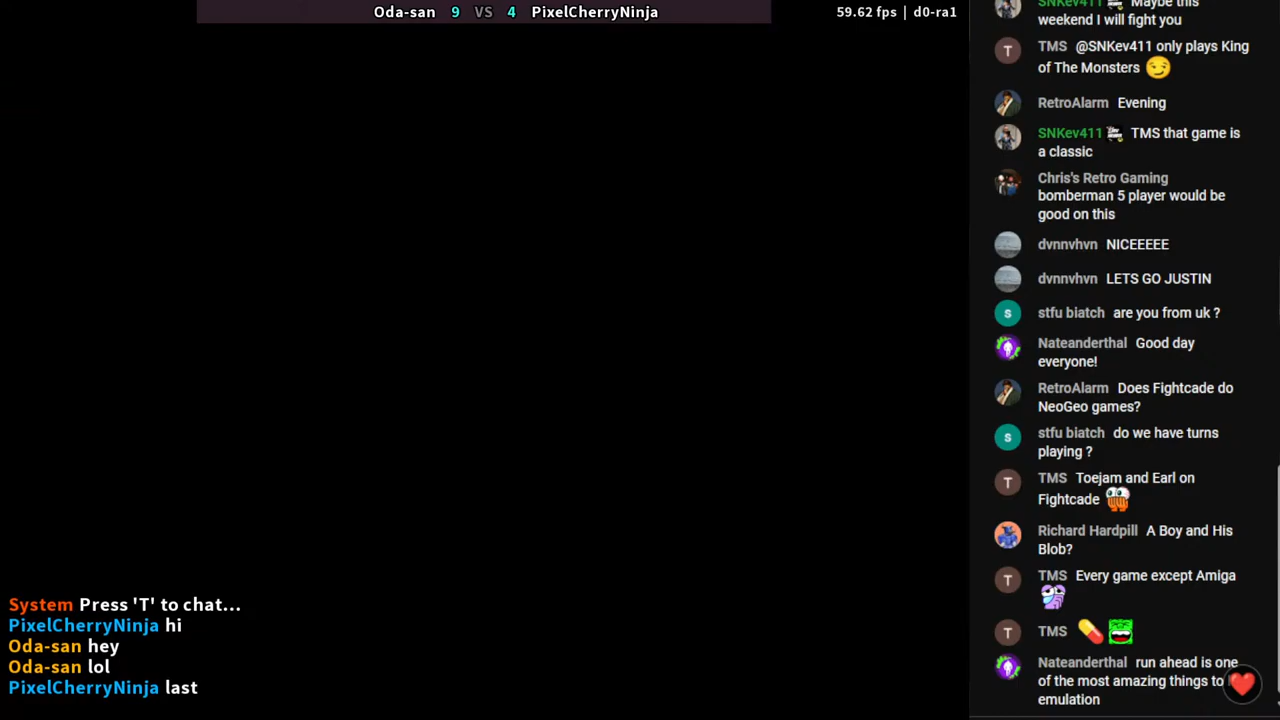 Oda-san 9 VS 4 PixelCherryNinja
59.62 fps | d0-ra1
SNKev411 Maybe this
weekend I will fight you
TMS @SNKev411 only plays King
of The Monsters
RetroAlarm Evening
SNKev411 TMS that game is
a classic
Chris's Retro Gaming
bomberman 5 player would be
good on this
dvnnvhvn NICEEEEE
dvnnvhvn LETS GO JUSTIN
stfu biatch are you from uk ?
Nateanderthal Good day
everyone!
RetroAlarm Does Fightcade do
NeoGeo games?
stfu biatch do we have turns
playing ?
TMS Toejam and Earl on
Fightcade
Richard Hardpill A Boy and His
Blob?
TMS Every game except Amiga
TMS
Nateanderthal run ahead is one
of the most amazing things to
emulation
System Press 'T' to chat...
PixelCherryNinja hi
Oda-san hey
Oda-san lol
PixelCherryNinja last